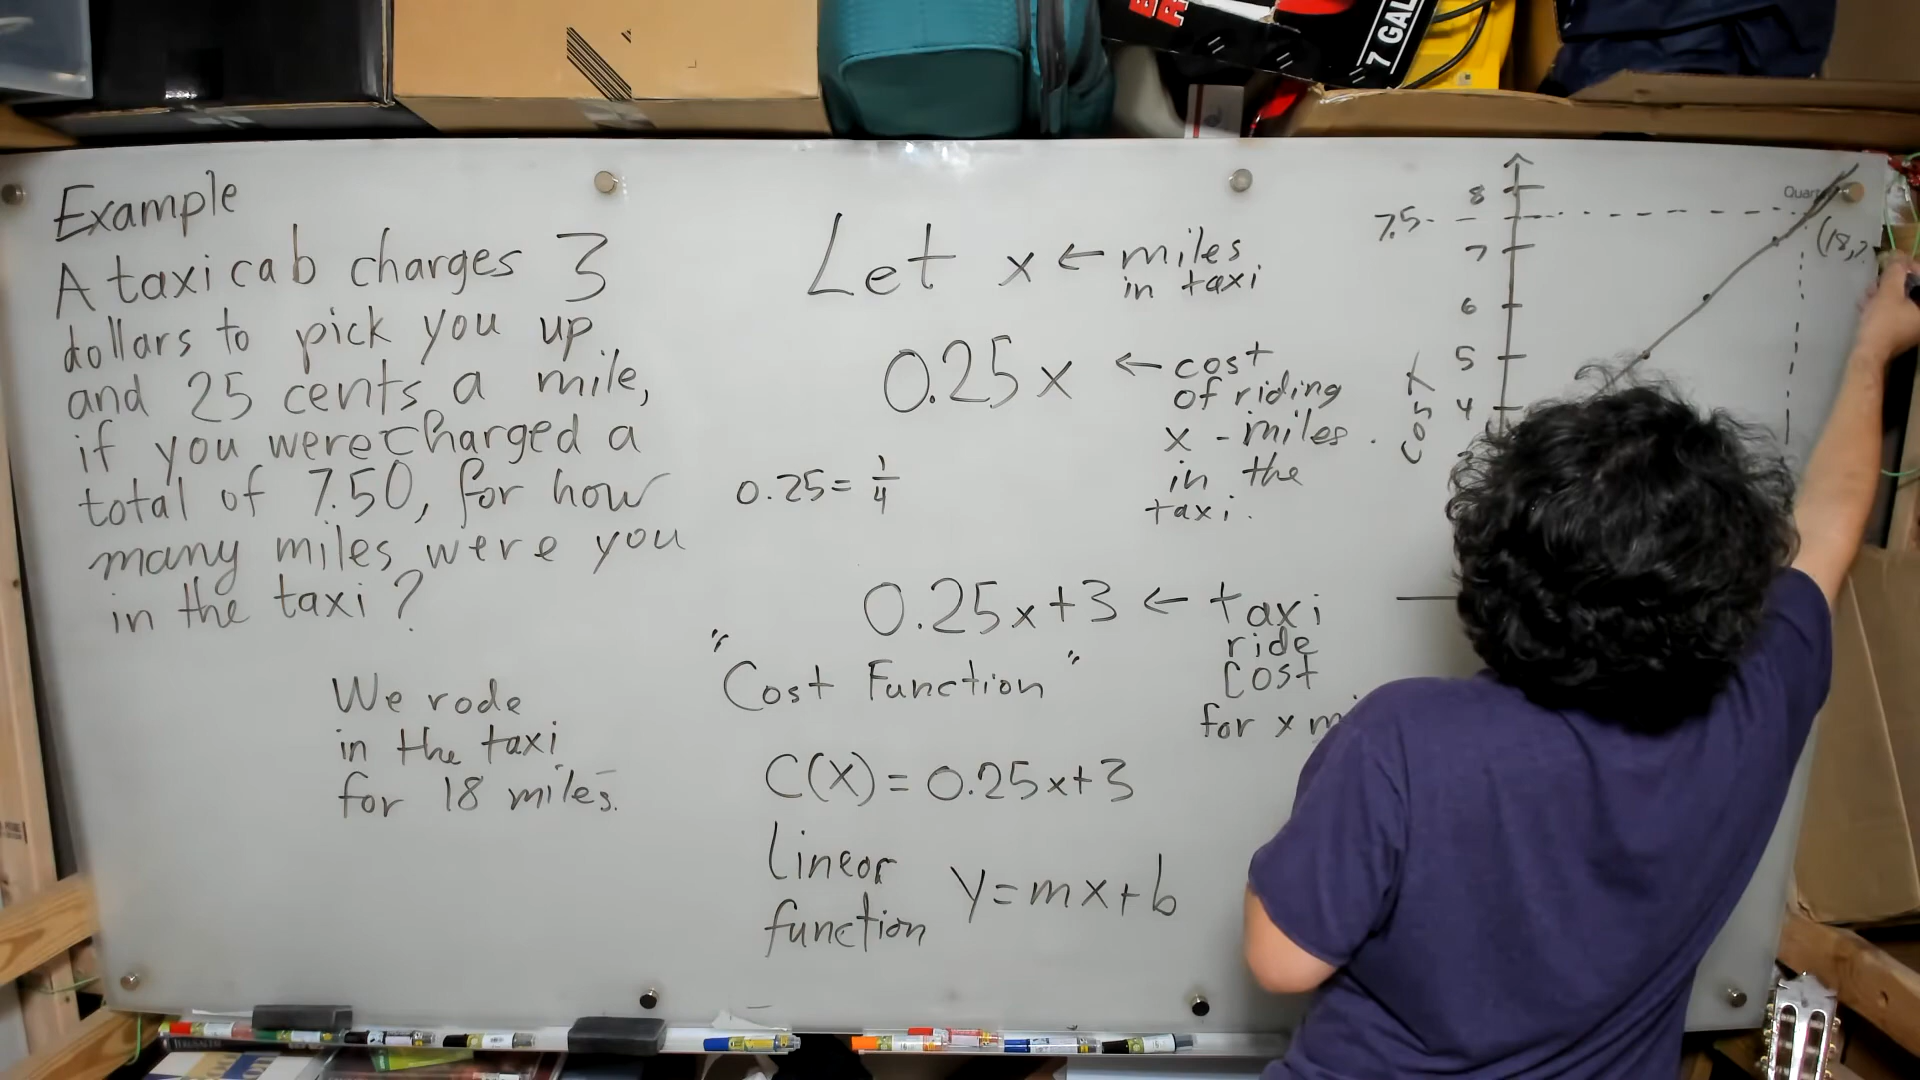 7 GAL
Example
A taxi cab charges 3
dollars to pick you up
and 25 cents a mile,
if you were charged a
total of 7.50, for how
many miles were you
in the taxi?
We rode
in the taxi
for 18 miles.
Let x ← miles
in taxi
0.25x ← cost
of riding
x - miles.
in the
taxi.
0.25 = 1/4
0.25x+3 ← taxi
ride
cost
for x
"Cost Function"
C(x) = 0.25x+3
Linear
function
y=mx+b
8
7.5
7
6
5
4
Cost
(18,